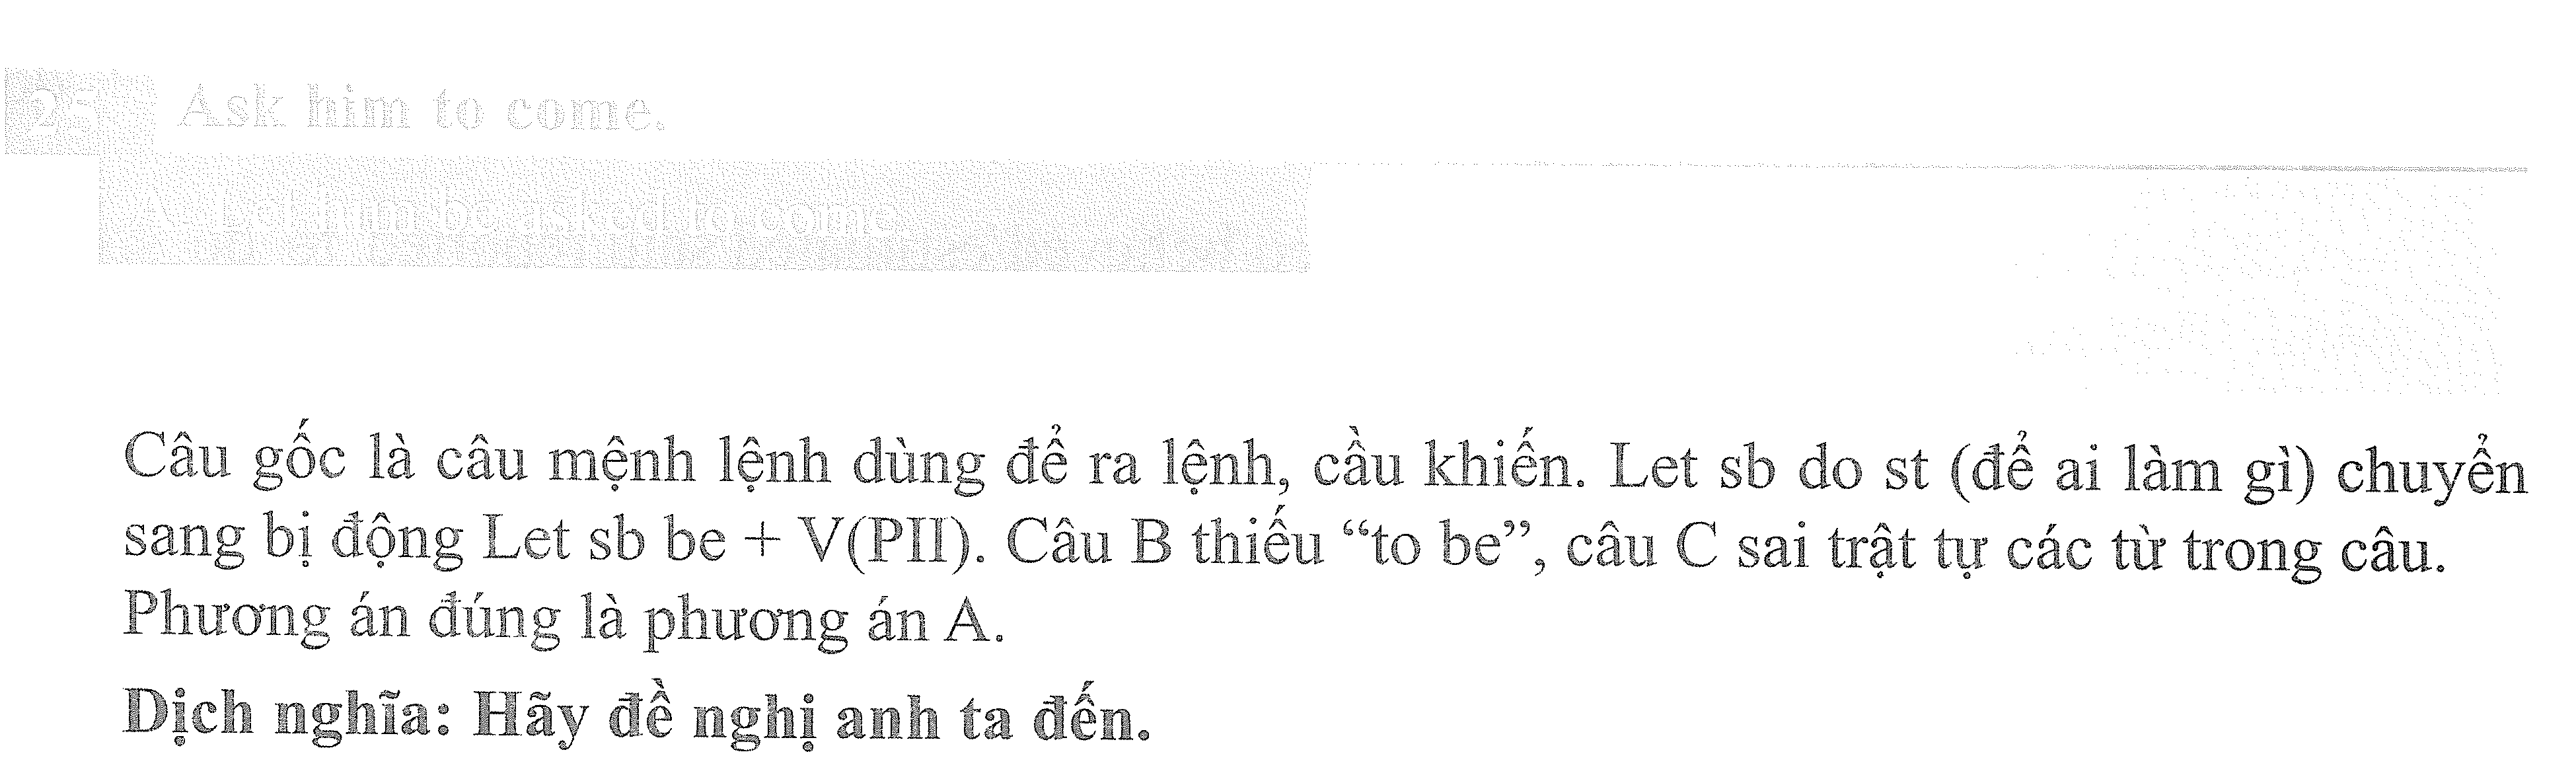 25 Ask him to come.
A. Let him be asked to come.
Câu gốc là câu mệnh lệnh dùng để ra lệnh, cầu khiến. Let sb do st (để ai làm gì) chuyển
sang bị động Let sb be + V(PII). Câu B thiếu “to be”, câu C sai trật tự các từ trong câu.
Phương án đúng là phương án A.
Dịch nghĩa: Hãy đề nghị anh ta đến.